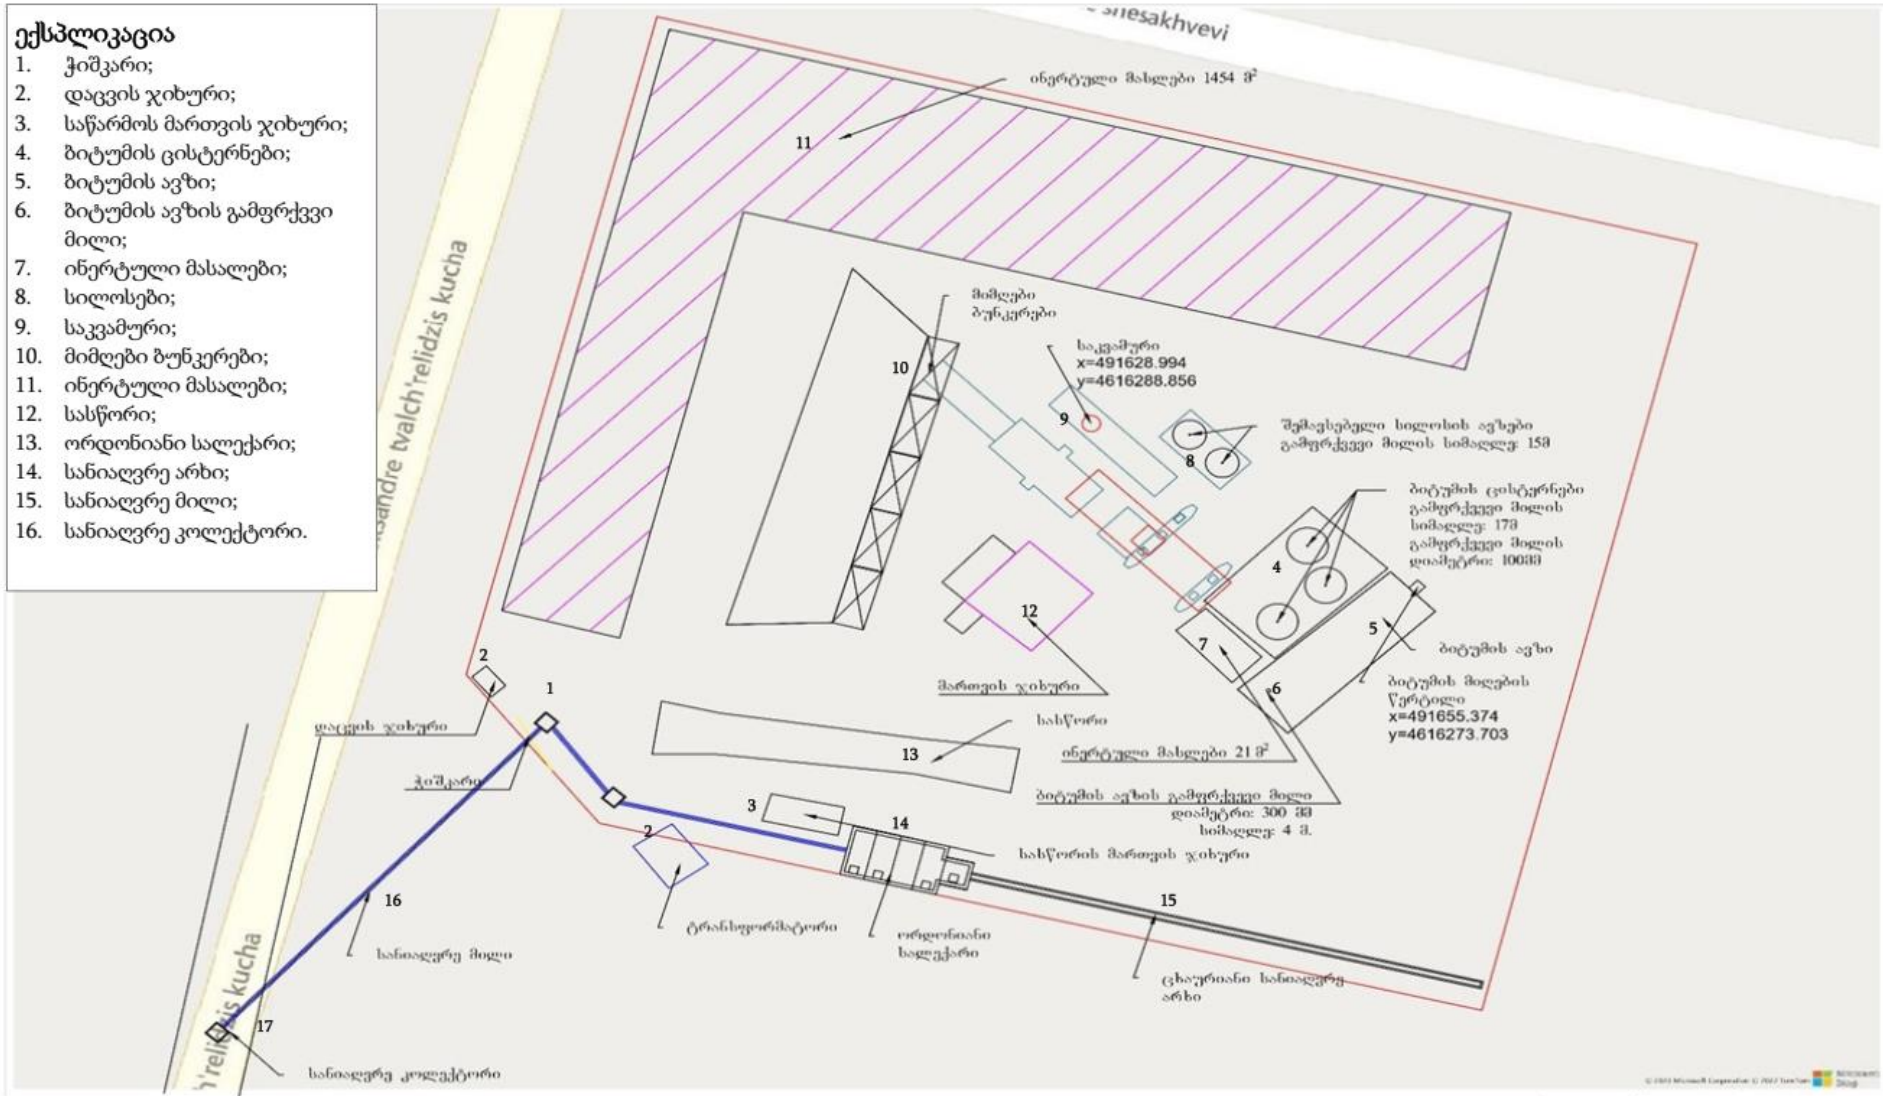 ექსპლიკაცია
1. ჭიშკარი;
2. დაცვის ჯიხური;
3. საწარმოს მართვის ჯიხური;
4. ბიტუმის ცისტერნები;
5. ბიტუმის ავზი;
6. ბიტუმის ავზის გამფრქვვი
მილი;
7. ინერტული მასალები;
8. სილოსები;
9. საკვამური;
10. მიმღები ბუნკერები;
11. ინერტული მასალები;
12. სასწორი;
13. ორდონიანი სალექარი;
14. სანიაღვრე არხი;
15. სანიაღვრე მილი;
16. სანიაღვრე კოლექტორი.
shesakhvevi
ინერტული მასლები 1454 მ²
11
sandre tvalch'relidzis kucha
მიმღები
ბუნკერები
10
საკვამური
x=491628.994
y=4616288.856
9
შემავსებელი სილოსის ავზები
გამფრქვევი მილის სიმაღლე: 15მ
8
ბიტუმის ცისტერნები
გამფრქვევი მილის
სიმაღლე: 17მ
გამფრქვევი მილის
დიამეტრი: 100მმ
4
12
5
7
ბიტუმის ავზი
2
1
მართვის ჯიხური
6
ბიტუმის მიღების
წერტილი
x=491655.374
y=4616273.703
დაცვის ჯიხური
სასწორი
13
ინერტული მასლები 21 მ²
ჭიშკარი
ბიტუმის ავზის გამფრქვევი მილი
დიამეტრი: 300 მმ
სიმაღლე: 4 მ.
3
14
2
სასწორის მართვის ჯიხური
16
15
ტრანსფორმატორი
ორდონიანი
სალექარი
სანიაღვრე მილი
ცხაურიანი სანიაღვრე
არხი
h'relidzis kucha
17
სანიაღვრე კოლექტორი
Microsoft
Bing